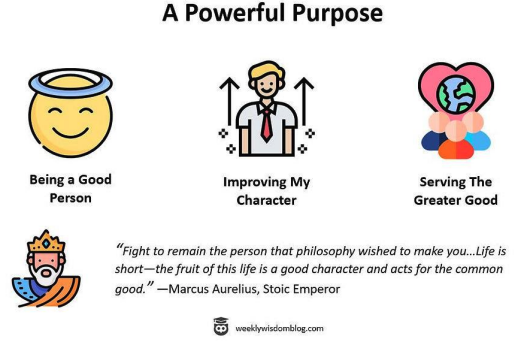 A Powerful Purpose
Being a Good
Person
Improving My
Character
Serving The
Greater Good
“Fight to remain the person that philosophy wished to make you...Life is
short—the fruit of this life is a good character and acts for the common
good.” —Marcus Aurelius, Stoic Emperor
weeklywisdomblog.com